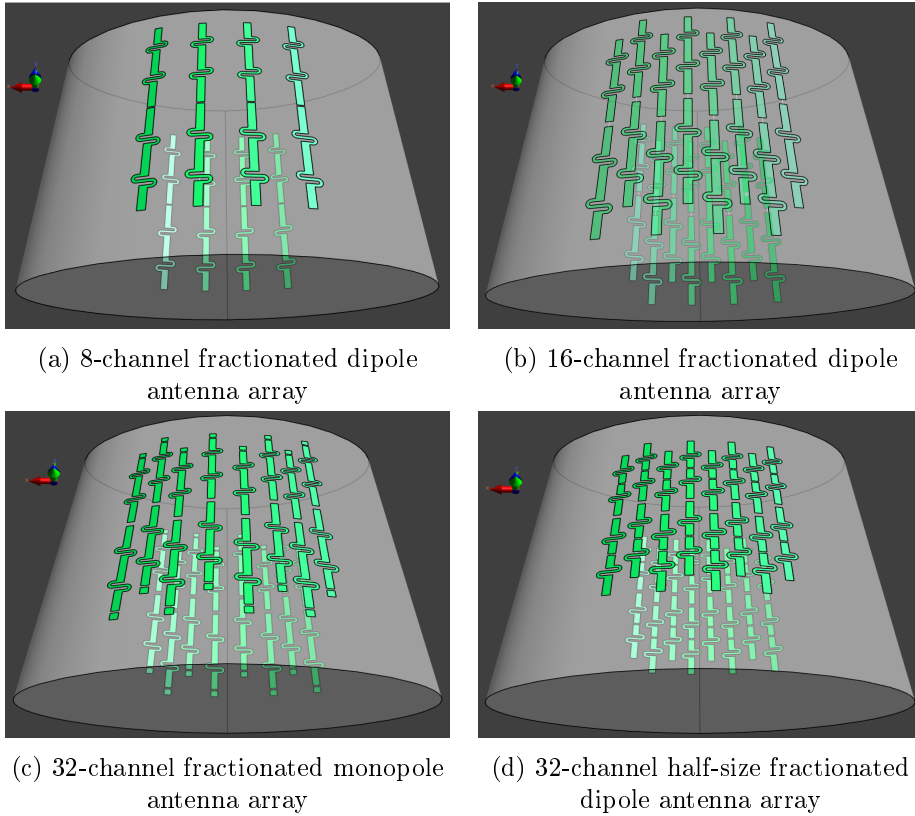 (a) 8-channel fractionated dipole
antenna array
(b) 16-channel fractionated dipole
antenna array
(c) 32-channel fractionated monopole
antenna array
(d) 32-channel half-size fractionated
dipole antenna array